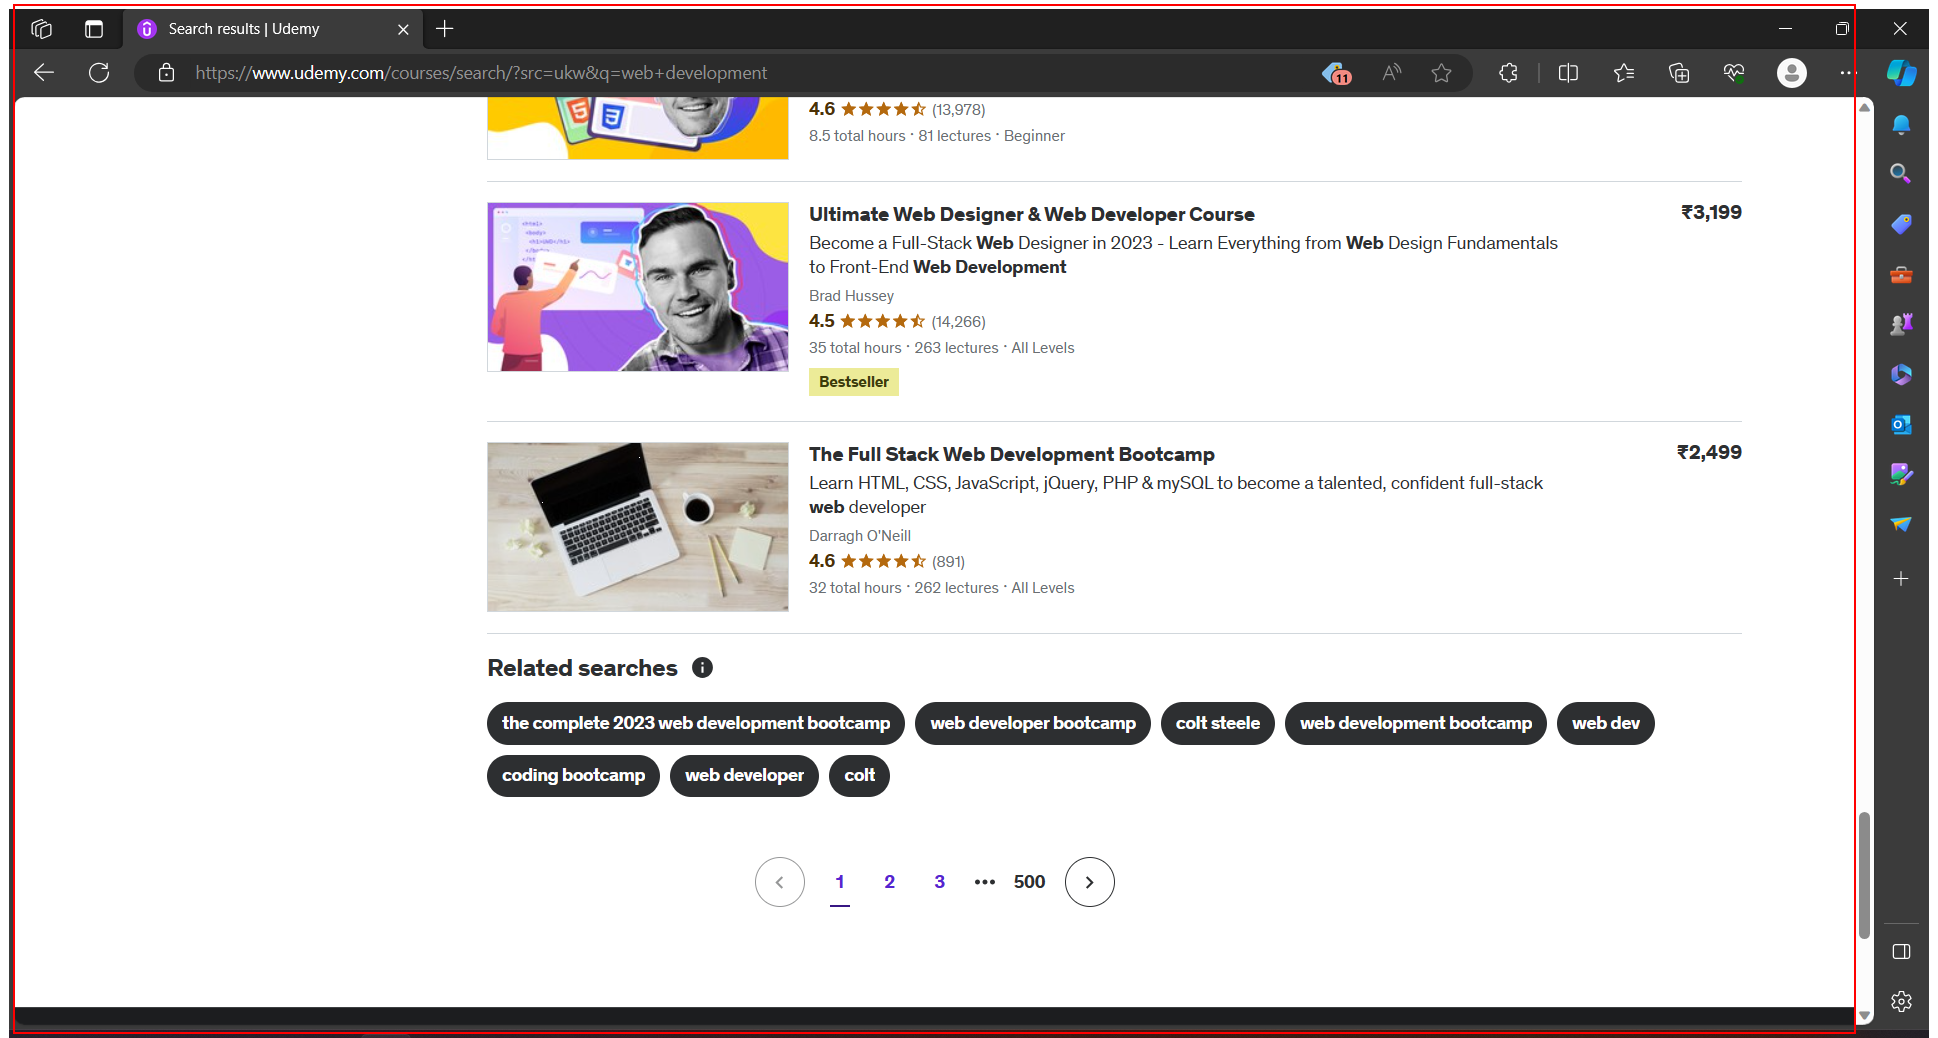 Search results | Udemy
https://www.udemy.com/courses/search/?src=ukw&q=web+development
11
4.6 (13,978)
8.5 total hours · 81 lectures · Beginner
Ultimate Web Designer & Web Developer Course
₹3,199
Become a Full-Stack Web Designer in 2023 - Learn Everything from Web Design Fundamentals
to Front-End Web Development
Brad Hussey
4.5 (14,266)
35 total hours · 263 lectures · All Levels
Bestseller
The Full Stack Web Development Bootcamp
₹2,499
Learn HTML, CSS, JavaScript, jQuery, PHP & mySQL to become a talented, confident full-stack
web developer
Darragh O'Neill
4.6 (891)
32 total hours · 262 lectures · All Levels
Related searches
the complete 2023 web development bootcamp web developer bootcamp colt steele web development bootcamp web dev
coding bootcamp web developer colt
1 2 3 ••• 500